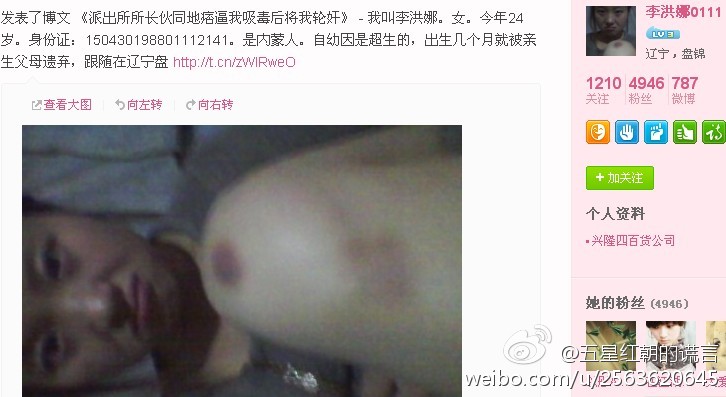 发表了博文 《派出所所长伙同地痞逼我吸毒后将我轮奸》 - 我叫李洪娜。女。今年24
岁。身份证：150430198801112141。是内蒙人。自幼因是超生的，出生几个月就被亲
生父母遗弃，跟随在辽宁盘 http://t.cn/zWlRweO
查看大图 向左转 向右转
李洪娜0111
LV 3
辽宁，盘锦
1210 4946 787
关注 粉丝 微博
+ 加关注
个人资料
兴隆四百货公司
她的粉丝 (4946)
@五星红朝的谎言
weibo.com/u/2563620645